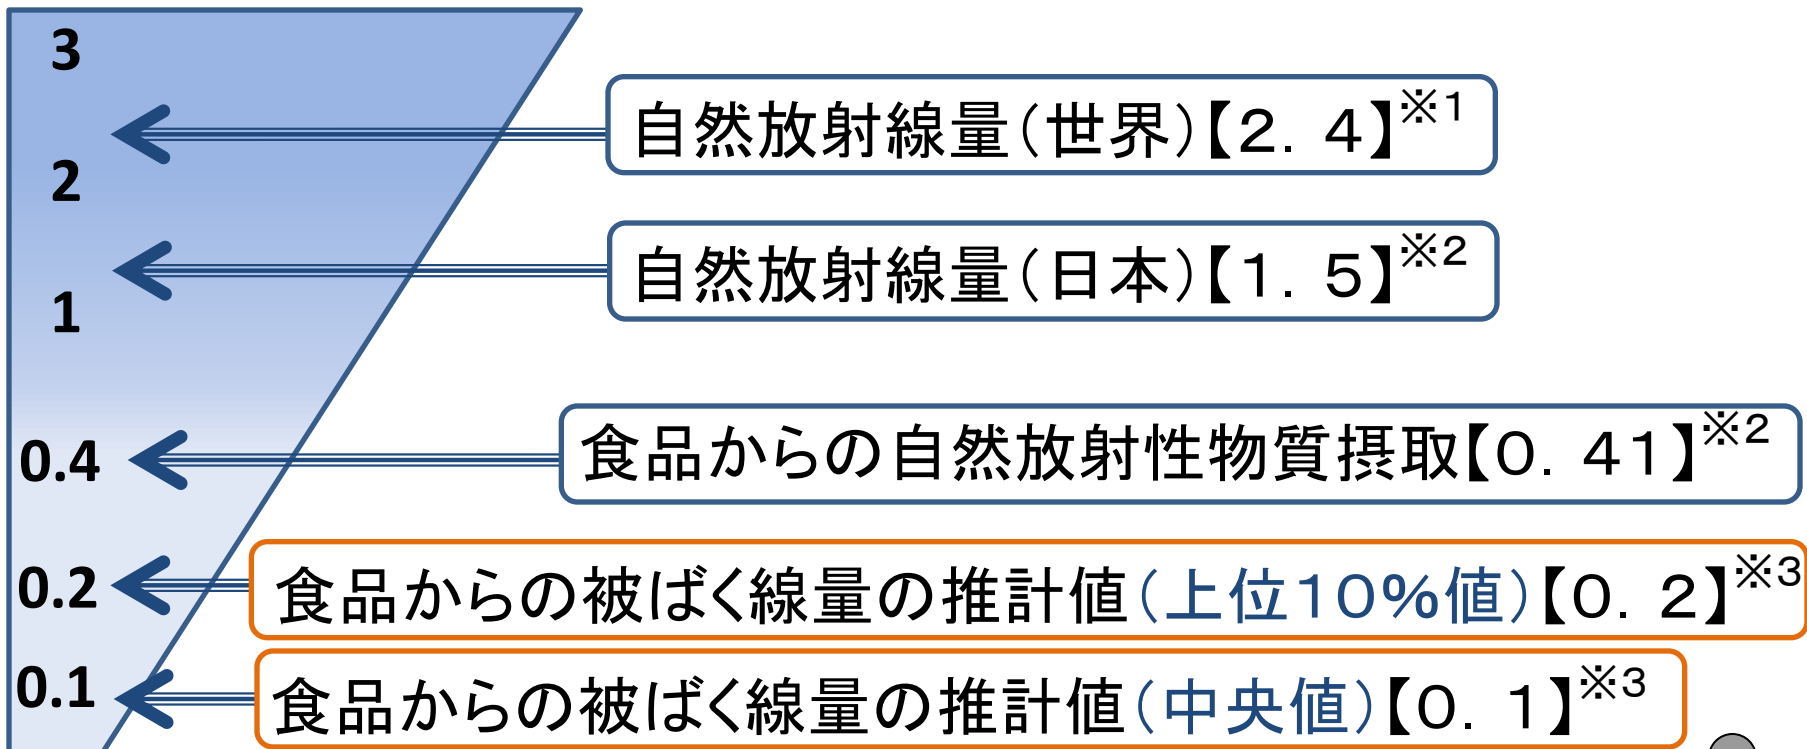 3
自然放射線量(世界)【2．4】※1
2
自然放射線量(日本)【1．5】※2
1
0.4
食品からの自然放射性物質摂取【0．41】※2
0.2
食品からの被ばく線量の推計値(上位10%値)【0．2】※3
0.1
食品からの被ばく線量の推計値(中央値)【0．1】※3